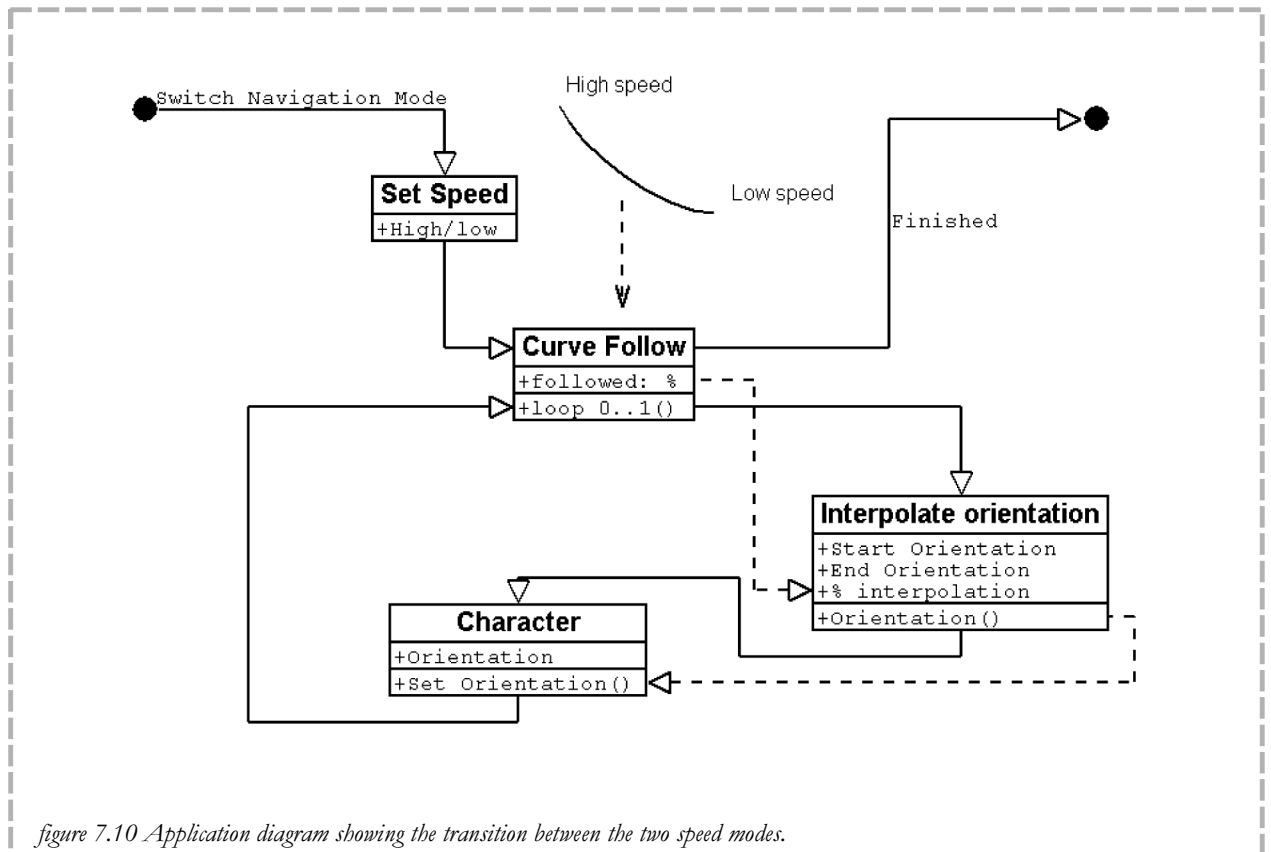 High speed
Switch Navigation Mode
Set Speed
+High/low
Low speed
Finished
Curve Follow
+followed: %
+loop 0..1()
Interpolate orientation
+Start Orientation
+End Orientation
+% interpolation
+Orientation()
Character
+Orientation
+Set Orientation()
figure 7.10 Application diagram showing the transition between the two speed modes.